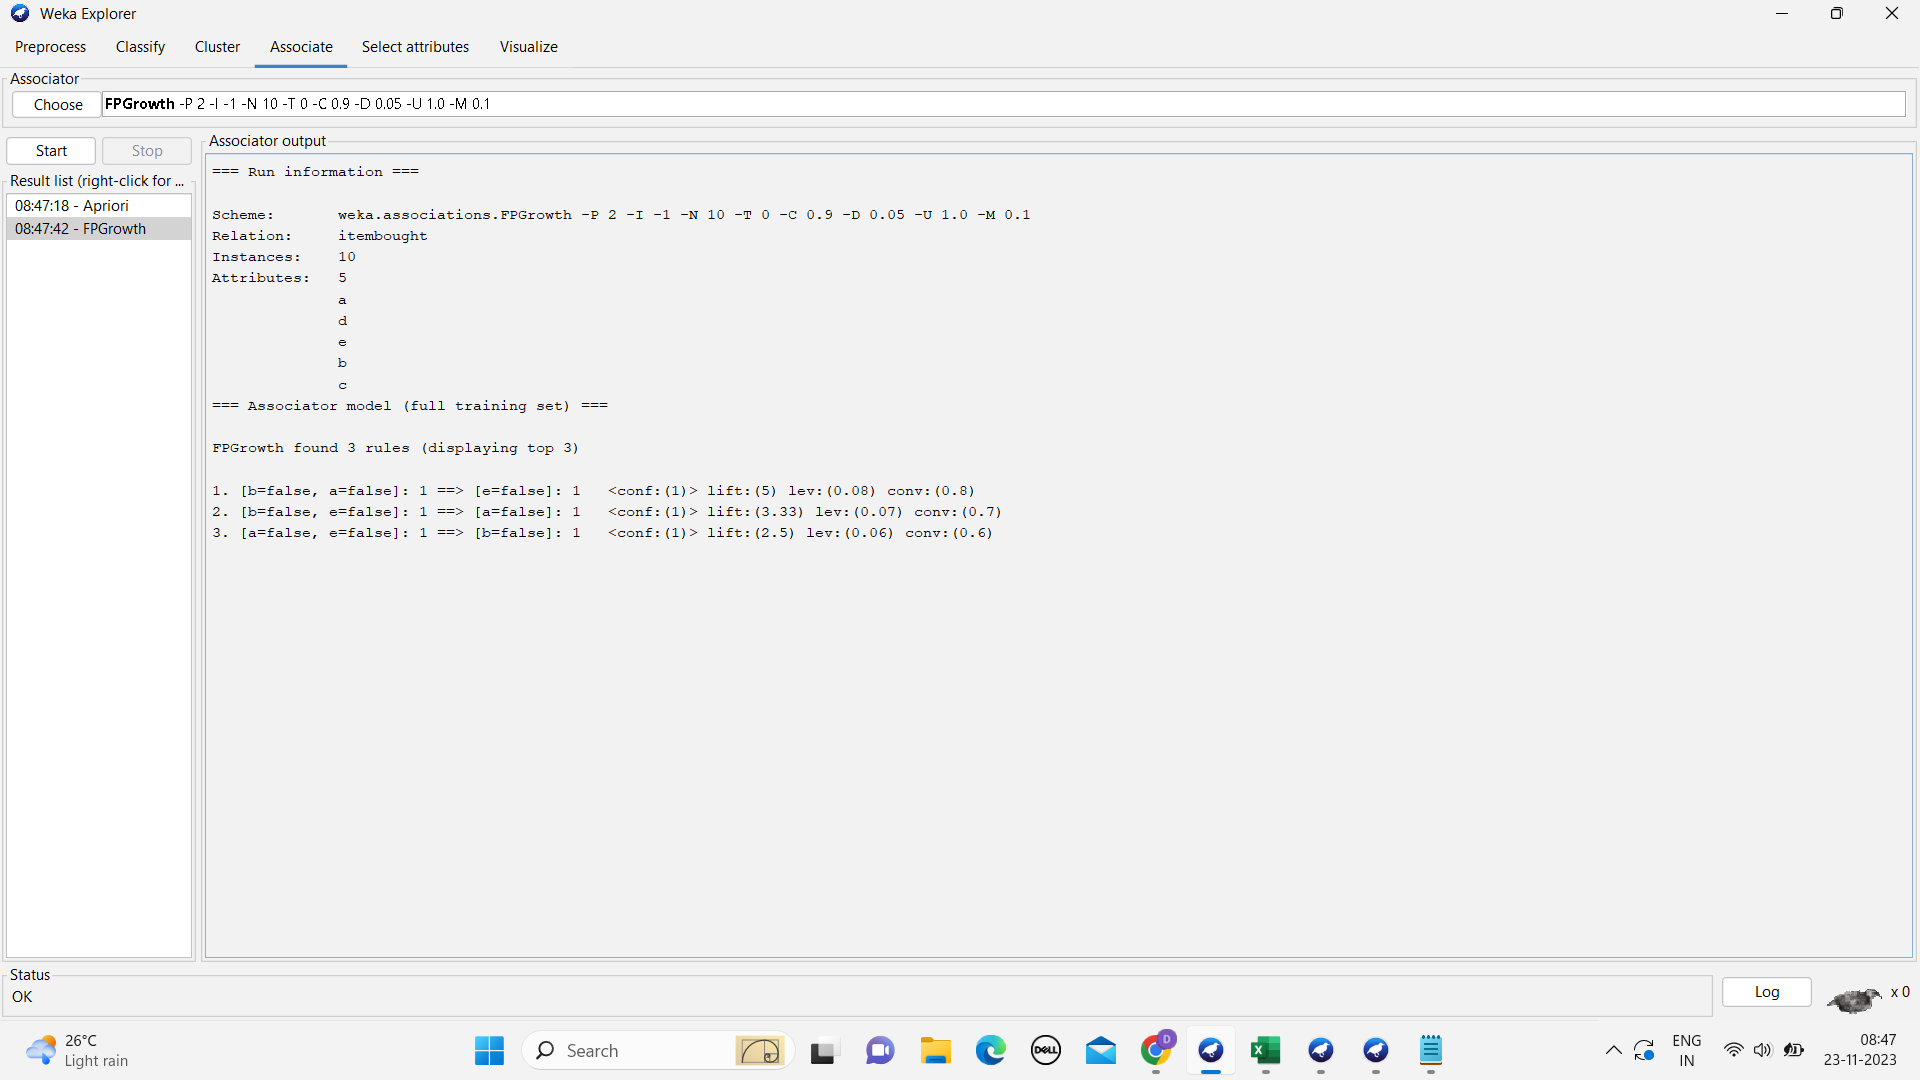 Weka Explorer
Preprocess Classify Cluster Associate Select attributes Visualize
Associator
Choose FPGrowth -P 2 -I -1 -N 10 -T 0 -C 0.9 -D 0.05 -U 1.0 -M 0.1
Start Stop
Result list (right-click for ...
08:47:18 - Apriori
08:47:42 - FPGrowth
Associator output
=== Run information ===
Scheme: weka.associations.FPGrowth -P 2 -I -1 -N 10 -T 0 -C 0.9 -D 0.05 -U 1.0 -M 0.1
Relation: itembought
Instances: 10
Attributes: 5
a
d
e
b
c
=== Associator model (full training set) ===
FPGrowth found 3 rules (displaying top 3)
1. [b=false, a=false]: 1 ==> [e=false]: 1 <conf:(1)> lift:(5) lev:(0.08) conv:(0.8)
2. [b=false, e=false]: 1 ==> [a=false]: 1 <conf:(1)> lift:(3.33) lev:(0.07) conv:(0.7)
3. [a=false, e=false]: 1 ==> [b=false]: 1 <conf:(1)> lift:(2.5) lev:(0.06) conv:(0.6)
Status
OK
Log
x 0
26°C
Light rain
Search
DELL
D
X
ENG
IN
08:47
23-11-2023